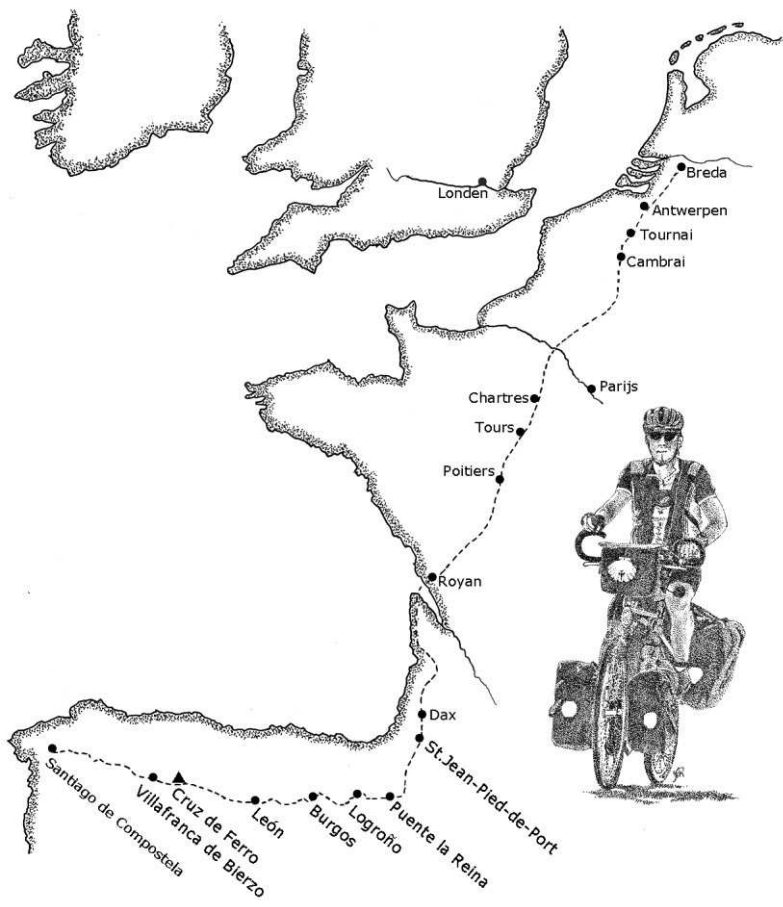 Breda
Londen
Antwerpen
Tournai
Cambrai
Parijs
Chartres
Tours
Poitiers
Royan
Dax
St.Jean-Pied-de-Port
Puente la Reina
Logroño
Burgos
León
Cruz de Ferro
Villafranca de Bierzo
Santiago de Compostela